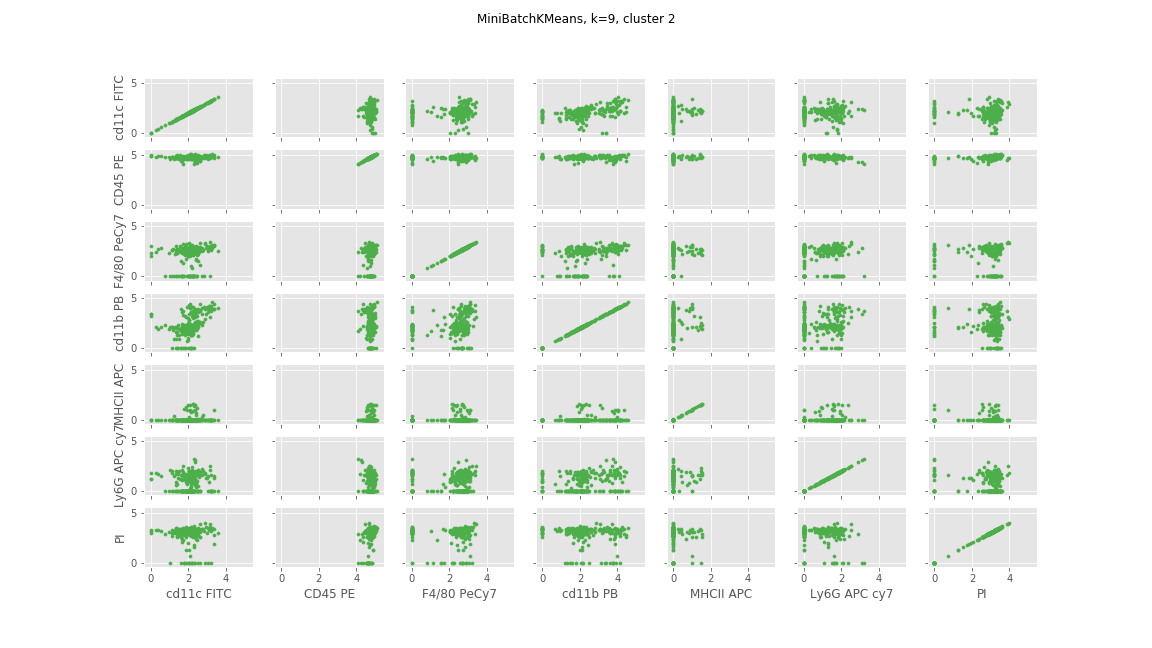 MiniBatchKMeans, k=9, cluster 2
cd11c FITC
5
0
CD45 PE
5
0
F4/80 PeCy7
5
0
cd11b PB
5
0
MHCII APC
5
0
Ly6G APC cy7
5
0
PI
5
0
0 2 4 0 2 4 0 2 4 0 2 4 0 2 4 0 2 4 0 2 4
cd11c FITC CD45 PE F4/80 PeCy7 cd11b PB MHCII APC Ly6G APC cy7 PI